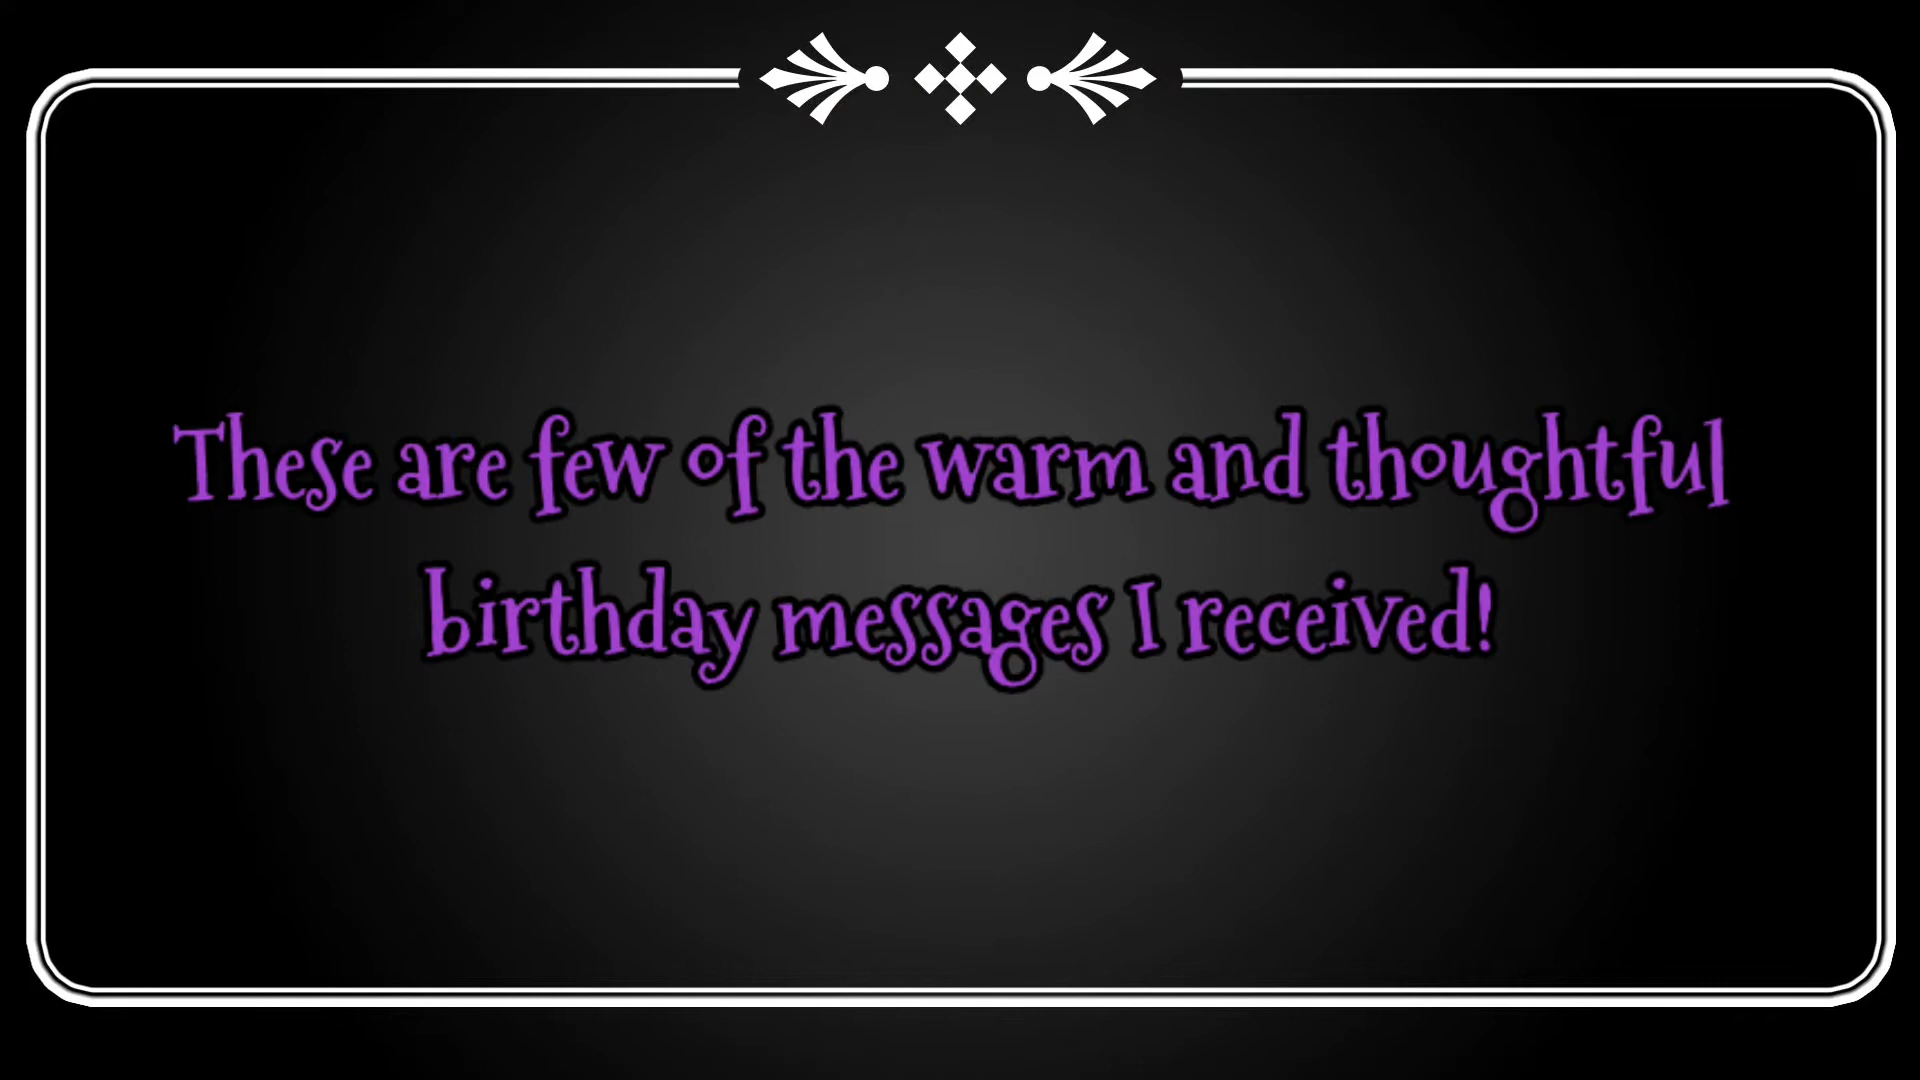 These are few of the warm and thoughtful
birthday messages I received!